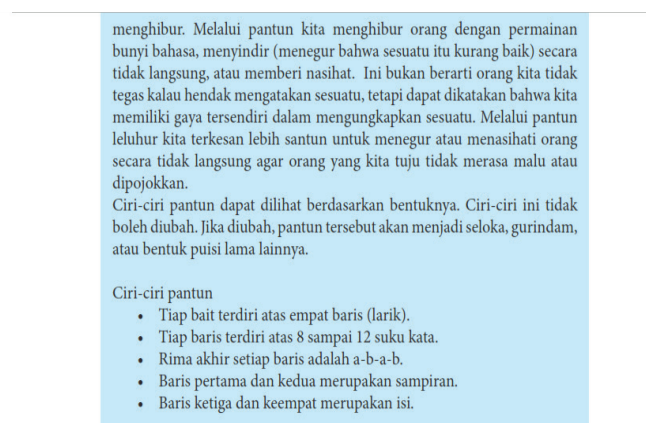 menghibur. Melalui pantun kita menghibur orang dengan permainan
bunyi bahasa, menyindir (menegur bahwa sesuatu itu kurang baik) secara
tidak langsung, atau memberi nasihat. Ini bukan berarti orang kita tidak
tegas kalau hendak mengatakan sesuatu, tetapi dapat dikatakan bahwa kita
memiliki gaya tersendiri dalam mengungkapkan sesuatu. Melalui pantun
leluhur kita terkesan lebih santun untuk menegur atau menasihati orang
secara tidak langsung agar orang yang kita tuju tidak merasa malu atau
dipojokkan.
Ciri-ciri pantun dapat dilihat berdasarkan bentuknya. Ciri-ciri ini tidak
boleh diubah. Jika diubah, pantun tersebut akan menjadi seloka, gurindam,
atau bentuk puisi lama lainnya.
Ciri-ciri pantun
• Tiap bait terdiri atas empat baris (larik).
• Tiap baris terdiri atas 8 sampai 12 suku kata.
• Rima akhir setiap baris adalah a-b-a-b.
• Baris pertama dan kedua merupakan sampiran.
• Baris ketiga dan keempat merupakan isi.